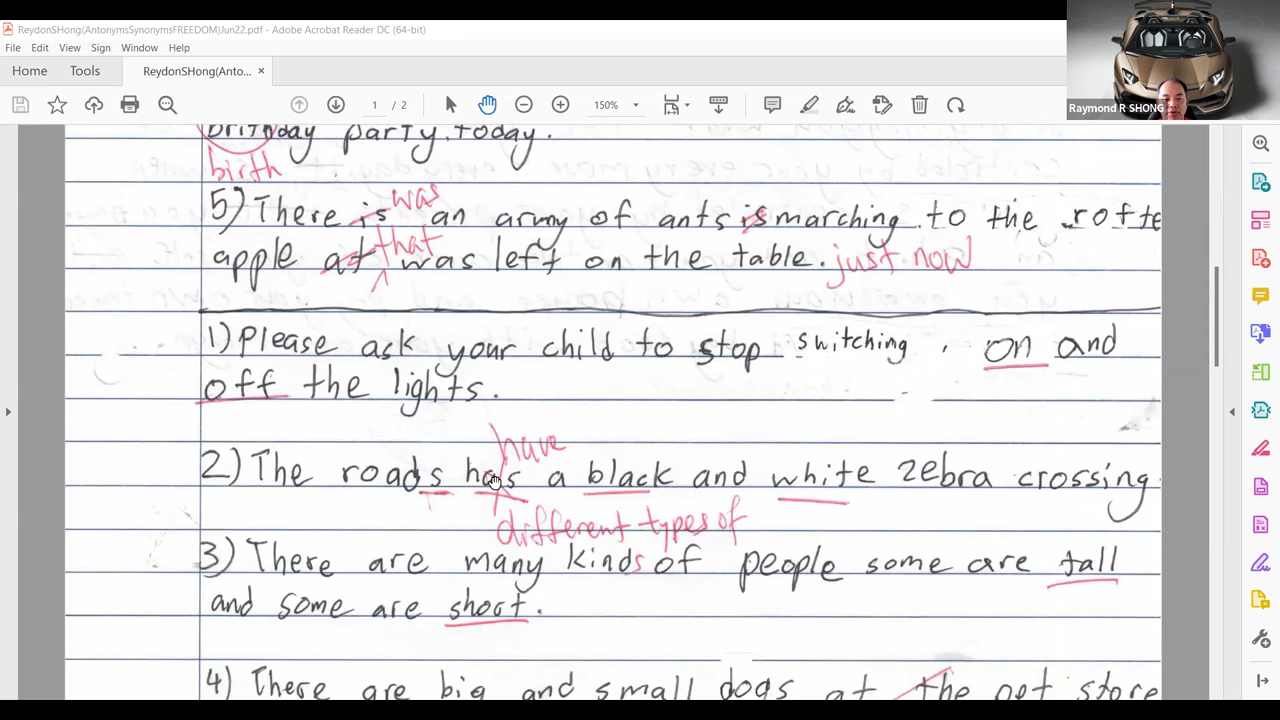 ReydonSHong(AntonymsSynonymsFREEDOM)Jun22.pdf - Adobe Acrobat Reader DC (64-bit)
File Edit View Sign Window Help
Home Tools ReydonSHong(Anto... ×
1 / 2 150%
Raymond R SHONG
birthday party today.
birth
was
5) There is an army of ants is marching to the rotte
that
apple at was left on the table. just now
1) Please ask your child to stop switching on and
off the lights.
have
2) The roads has a black and white zebra crossing
different types of
3) There are many kinds of people some are tall
and some are short.
4) There are big and small dogs at the pet store